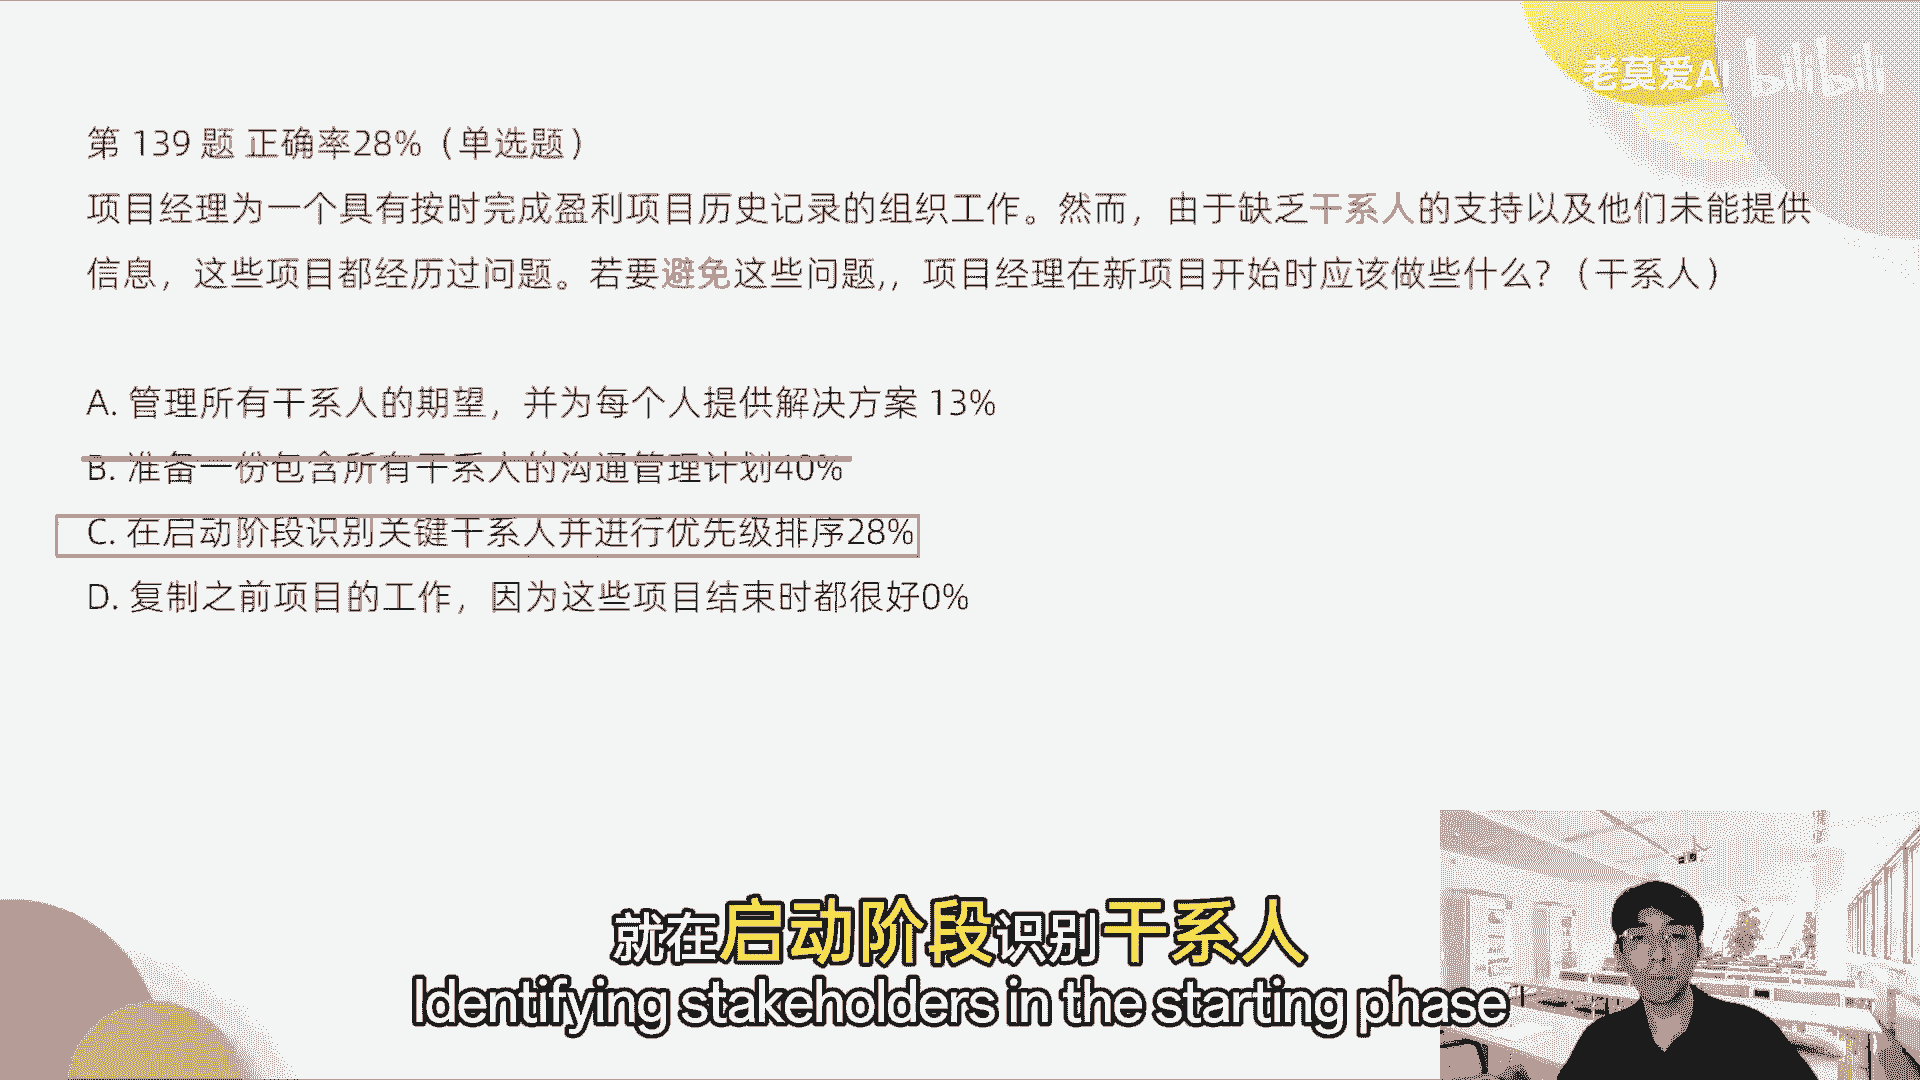 老莫爱AI bilibili
第 139 题 正确率28%（单选题）
项目经理为一个具有按时完成盈利项目历史记录的组织工作。然而，由于缺乏干系人的支持以及他们未能提供
信息，这些项目都经历过问题。若要避免这些问题,，项目经理在新项目开始时应该做些什么?（干系人）
A. 管理所有干系人的期望，并为每个人提供解决方案 13%
B. 准备一份包含所有干系人的沟通管理计划40%
C. 在启动阶段识别关键干系人并进行优先级排序28%
D. 复制之前项目的工作，因为这些项目结束时都很好0%
就在启动阶段识别干系人
Identifying stakeholders in the starting phase